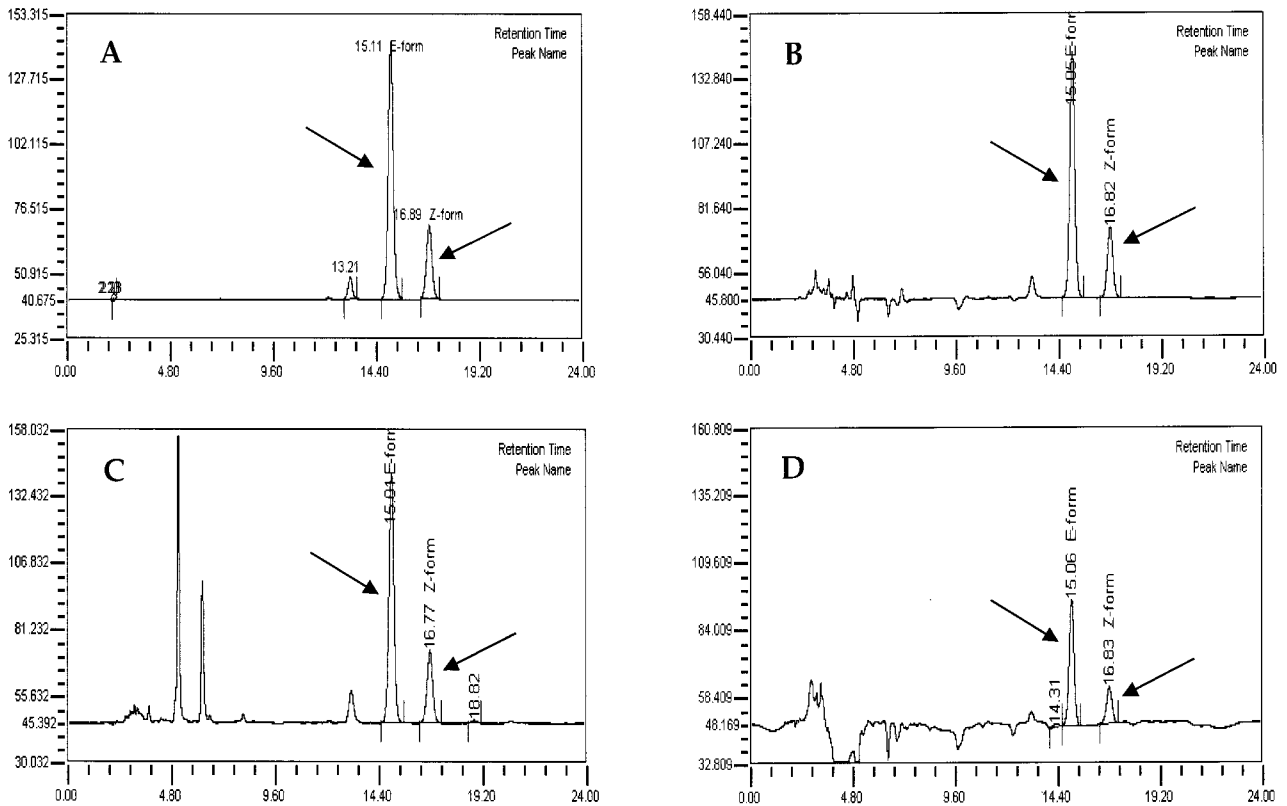 153.315
127.715
102.115
76.515
50.915
40.675
25.315
A
Retention Time
Peak Name
15.11 E-form
16.89 Z-form
13.21
0.00 4.80 9.60 14.40 19.20 24.00
158.440
132.840
107.240
81.640
56.040
45.800
30.440
B
Retention Time
Peak Name
15.05 E-form
16.82 Z-form
0.00 4.80 9.60 14.40 19.20 24.00
158.032
132.432
106.832
81.232
55.632
45.392
30.032
C
Retention Time
Peak Name
15.01 E-form
16.77 Z-form
18.82
0.00 4.80 9.60 14.40 19.20 24.00
160.809
135.209
109.609
84.009
58.409
48.169
32.809
D
Retention Time
Peak Name
14.31
15.06 E-form
16.83 Z-form
0.00 4.80 9.60 14.40 19.20 24.00